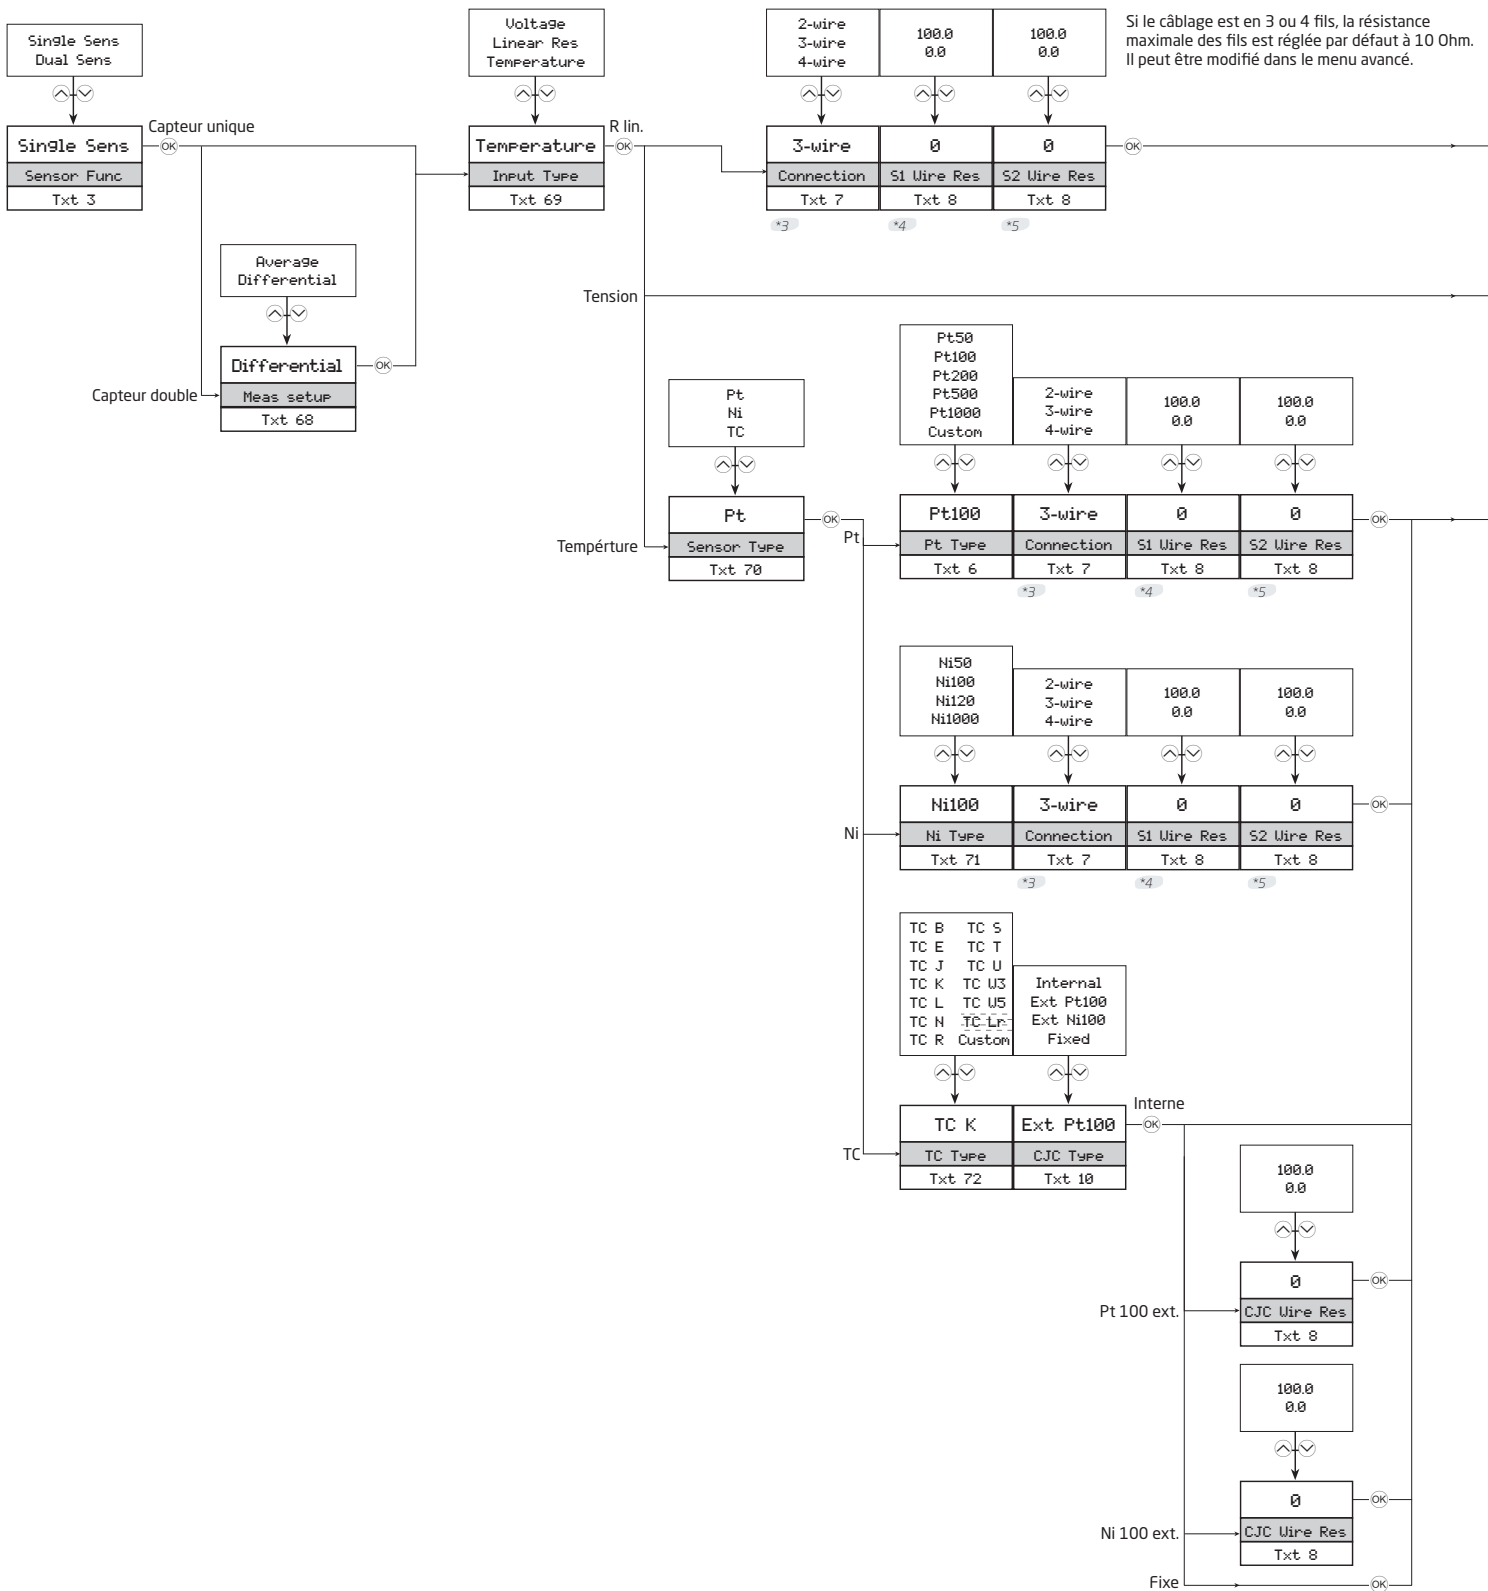 Single Sens
Dual Sens
Voltage
Linear Res
Temperature
2-wire
3-wire
4-wire
100.0
0.0
100.0
0.0
Si le câblage est en 3 ou 4 fils, la résistance
maximale des fils est réglée par défaut à 10 Ohm.
Il peut être modifié dans le menu avancé.
Single Sens
Sensor Func
Txt 3
Capteur unique
OK
Temperature
Input Type
Txt 69
R lin.
OK
3-wire
Connection
Txt 7
*3
0
S1 Wire Res
Txt 8
*4
0
S2 Wire Res
Txt 8
*5
OK
Average
Differential
Differential
Meas setup
Txt 68
OK
Capteur double
Tension
Pt
Ni
TC
Pt
Sensor Type
Txt 70
OK
Tempérture
Pt
Pt50
Pt100
Pt200
Pt500
Pt1000
Custom
2-wire
3-wire
4-wire
100.0
0.0
100.0
0.0
Pt100
Pt Type
Txt 6
3-wire
Connection
Txt 7
*3
0
S1 Wire Res
Txt 8
*4
0
S2 Wire Res
Txt 8
*5
OK
Ni50
Ni100
Ni120
Ni1000
2-wire
3-wire
4-wire
100.0
0.0
100.0
0.0
Ni
Ni100
Ni Type
Txt 71
3-wire
Connection
Txt 7
*3
0
S1 Wire Res
Txt 8
*4
0
S2 Wire Res
Txt 8
*5
OK
TC B TC S
TC E TC T
TC J TC U
TC K TC W3
TC L TC W5
TC N TC Lr
TC R Custom
Internal
Ext Pt100
Ext Ni100
Fixed
TC
TC K
TC Type
Txt 72
Ext Pt100
CJC Type
Txt 10
Interne
OK
100.0
0.0
Pt 100 ext.
0
CJC Wire Res
Txt 8
OK
100.0
0.0
Ni 100 ext.
0
CJC Wire Res
Txt 8
OK
Fixe
OK